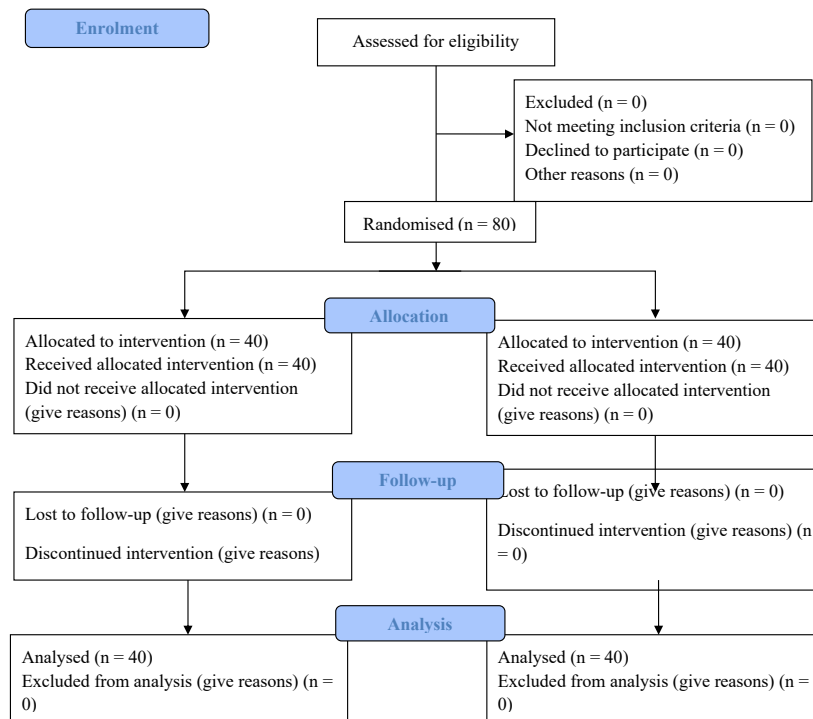 Enrolment
Assessed for eligibility
Excluded (n = 0)
Not meeting inclusion criteria (n = 0)
Declined to participate (n = 0)
Other reasons (n = 0)
Randomised (n = 80)
Allocation
Allocated to intervention (n = 40)
Received allocated intervention (n = 40)
Did not receive allocated intervention
(give reasons) (n = 0)
Allocated to intervention (n = 40)
Received allocated intervention (n = 40)
Did not receive allocated intervention
(give reasons) (n = 0)
Follow-up
Lost to follow-up (give reasons) (n = 0)
Discontinued intervention (give reasons)
Lost to follow-up (give reasons) (n = 0)
Discontinued intervention (give reasons) (n
= 0)
Analysis
Analysed (n = 40)
Excluded from analysis (give reasons) (n =
0)
Analysed (n = 40)
Excluded from analysis (give reasons) (n =
0)